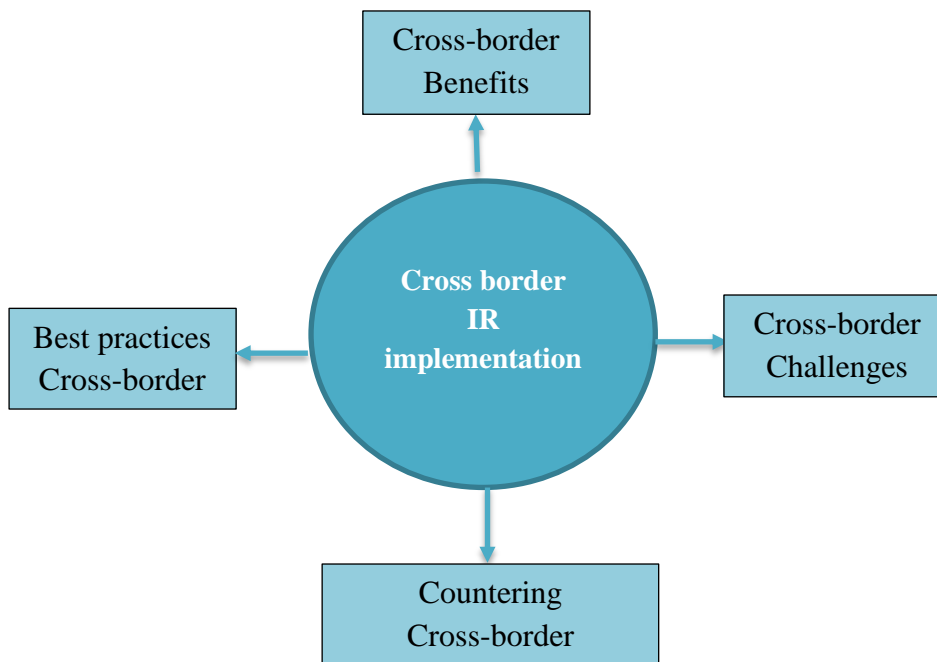 Cross-border
Benefits
Cross border
IR
implementation
Best practices
Cross-border
Cross-border
Challenges
Countering
Cross-border